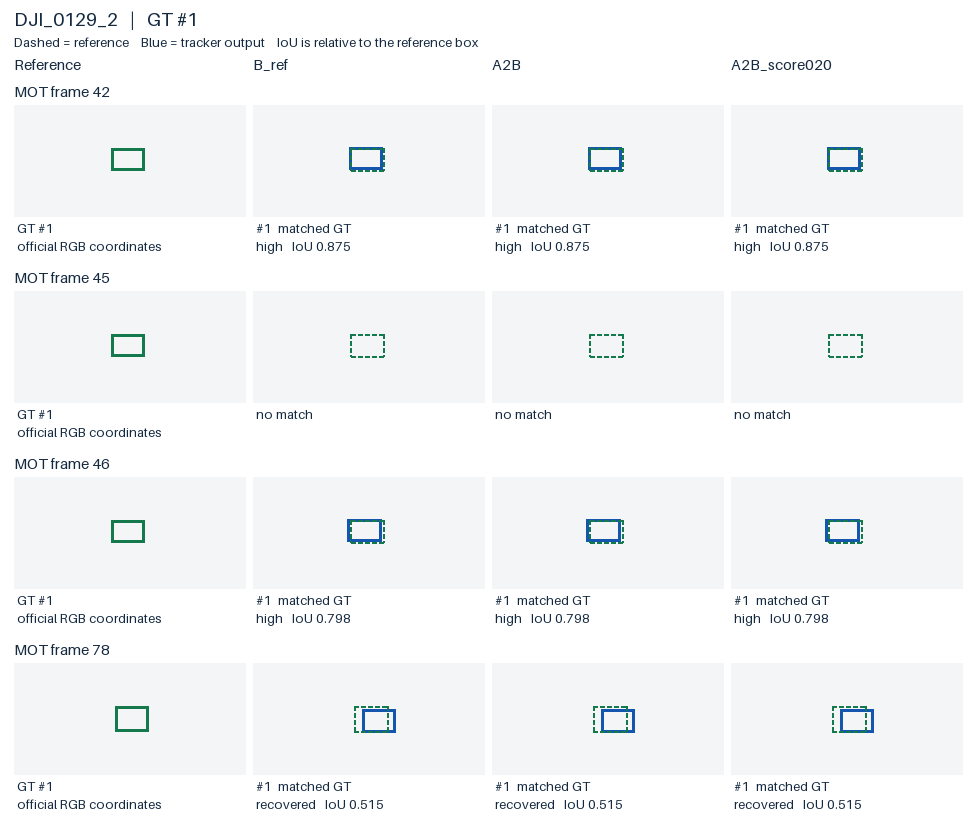 DJI_0129_2 | GT #1
Dashed = reference Blue = tracker output IoU is relative to the reference box
Reference B_ref A2B A2B_score020
MOT frame 42
GT #1 #1 matched GT #1 matched GT #1 matched GT
official RGB coordinates high IoU 0.875 high IoU 0.875 high IoU 0.875
MOT frame 45
GT #1 no match no match no match
official RGB coordinates
MOT frame 46
GT #1 #1 matched GT #1 matched GT #1 matched GT
official RGB coordinates high IoU 0.798 high IoU 0.798 high IoU 0.798
MOT frame 78
GT #1 #1 matched GT #1 matched GT #1 matched GT
official RGB coordinates recovered IoU 0.515 recovered IoU 0.515 recovered IoU 0.515